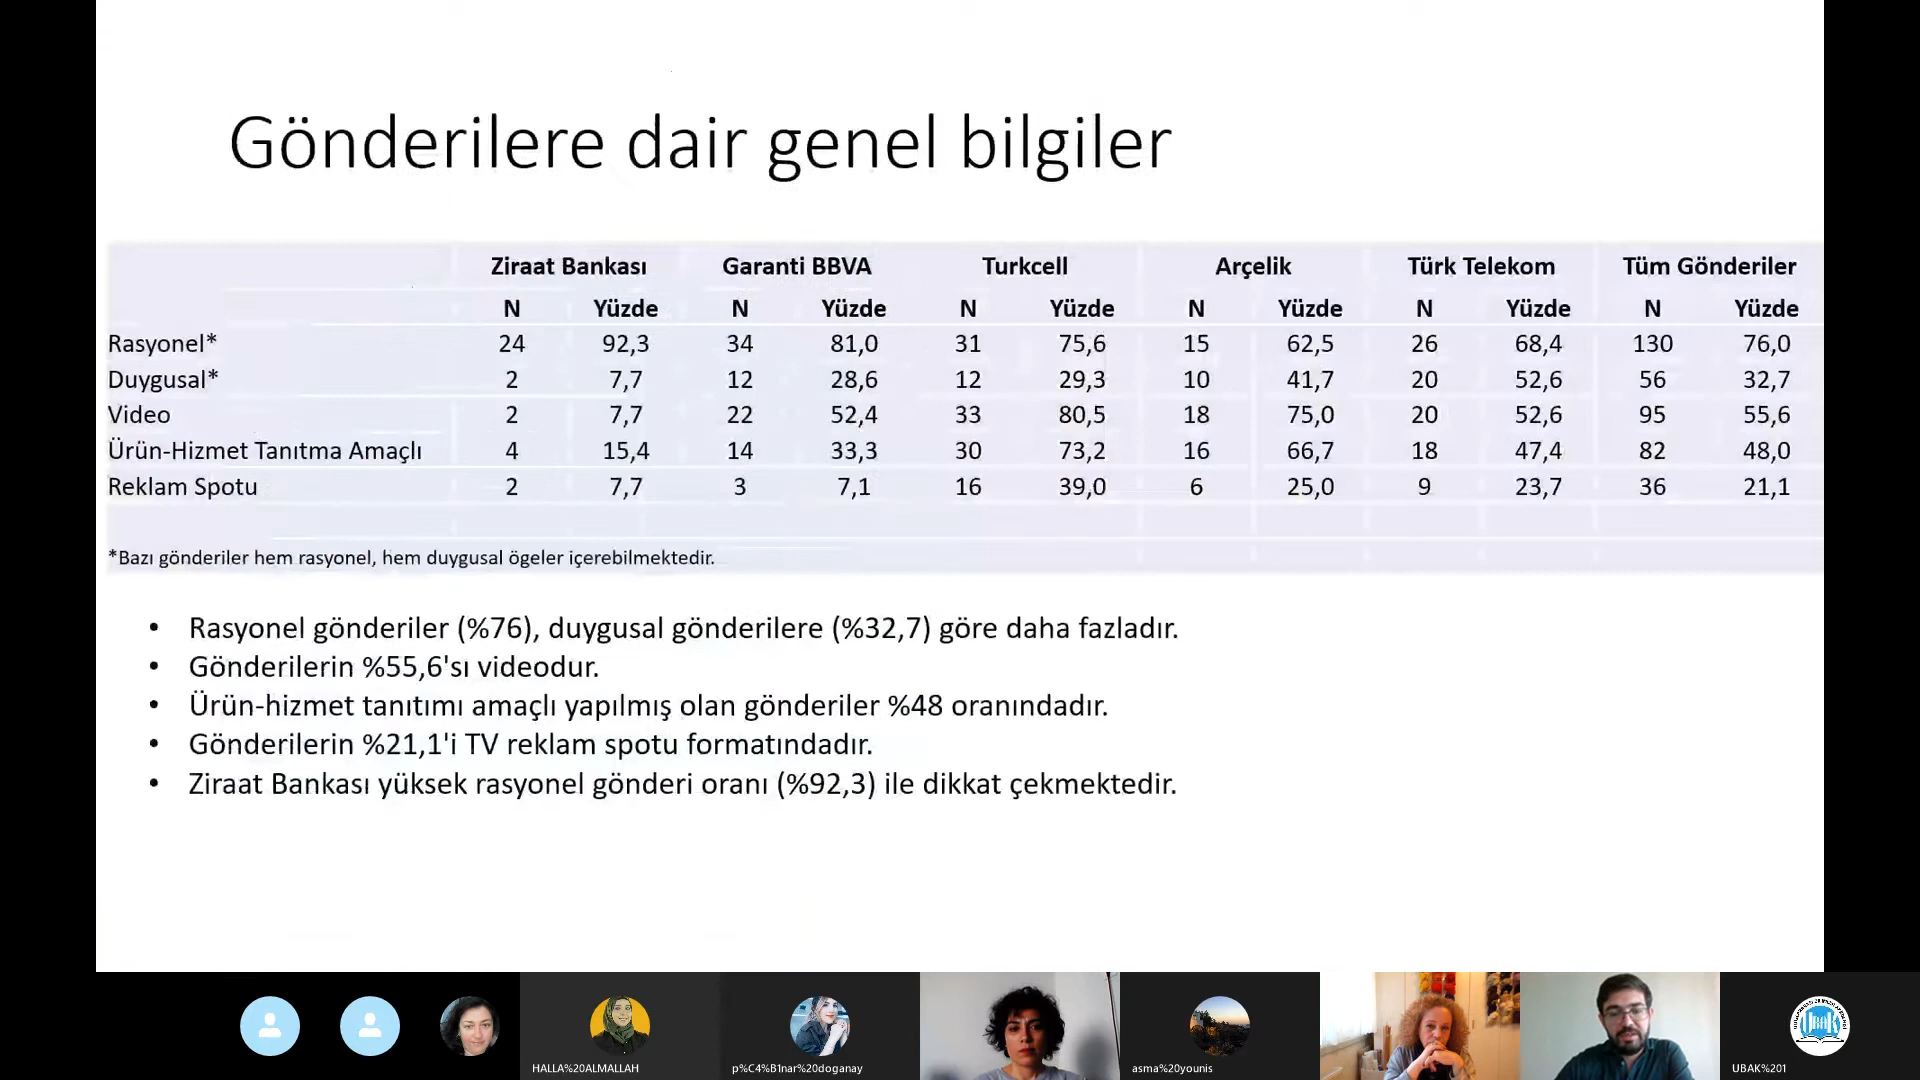 Gönderilere dair genel bilgiler
Ziraat Bankası Garanti BBVA Turkcell Arçelik Türk Telekom Tüm Gönderiler
N Yüzde N Yüzde N Yüzde N Yüzde N Yüzde N Yüzde
Rasyonel* 24 92,3 34 81,0 31 75,6 15 62,5 26 68,4 130 76,0
Duygusal* 2 7,7 12 28,6 12 29,3 10 41,7 20 52,6 56 32,7
Video 2 7,7 22 52,4 33 80,5 18 75,0 20 52,6 95 55,6
Ürün-Hizmet Tanıtma Amaçlı 4 15,4 14 33,3 30 73,2 16 66,7 18 47,4 82 48,0
Reklam Spotu 2 7,7 3 7,1 16 39,0 6 25,0 9 23,7 36 21,1
*Bazı gönderiler hem rasyonel, hem duygusal ögeler içerebilmektedir.
• Rasyonel gönderiler (%76), duygusal gönderilere (%32,7) göre daha fazladır.
• Gönderilerin %55,6'sı videodur.
• Ürün-hizmet tanıtımı amaçlı yapılmış olan gönderiler %48 oranındadır.
• Gönderilerin %21,1'i TV reklam spotu formatındadır.
• Ziraat Bankası yüksek rasyonel gönderi oranı (%92,3) ile dikkat çekmektedir.
HALLA%20ALMALLAH
p%C4%B1nar%20doganay
asma%20younis
UBAK
UBAK%201